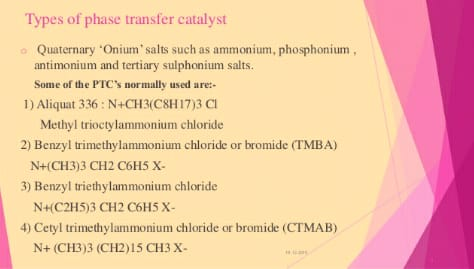 Types of phase transfer catalyst
Quaternary ‘Onium’ salts such as ammonium, phosphonium ,
antimonium and tertiary sulphonium salts.
Some of the PTC’s normally used are:-
1) Aliquat 336 : N+CH3(C8H17)3 Cl
Methyl trioctylammonium chloride
2) Benzyl trimethylammonium chloride or bromide (TMBA)
N+(CH3)3 CH2 C6H5 X-
3) Benzyl triethylammonium chloride
N+(C2H5)3 CH2 C6H5 X-
4) Cetyl trimethylammonium chloride or bromide (CTMAB)
N+ (CH3)3 (CH2)15 CH3 X-